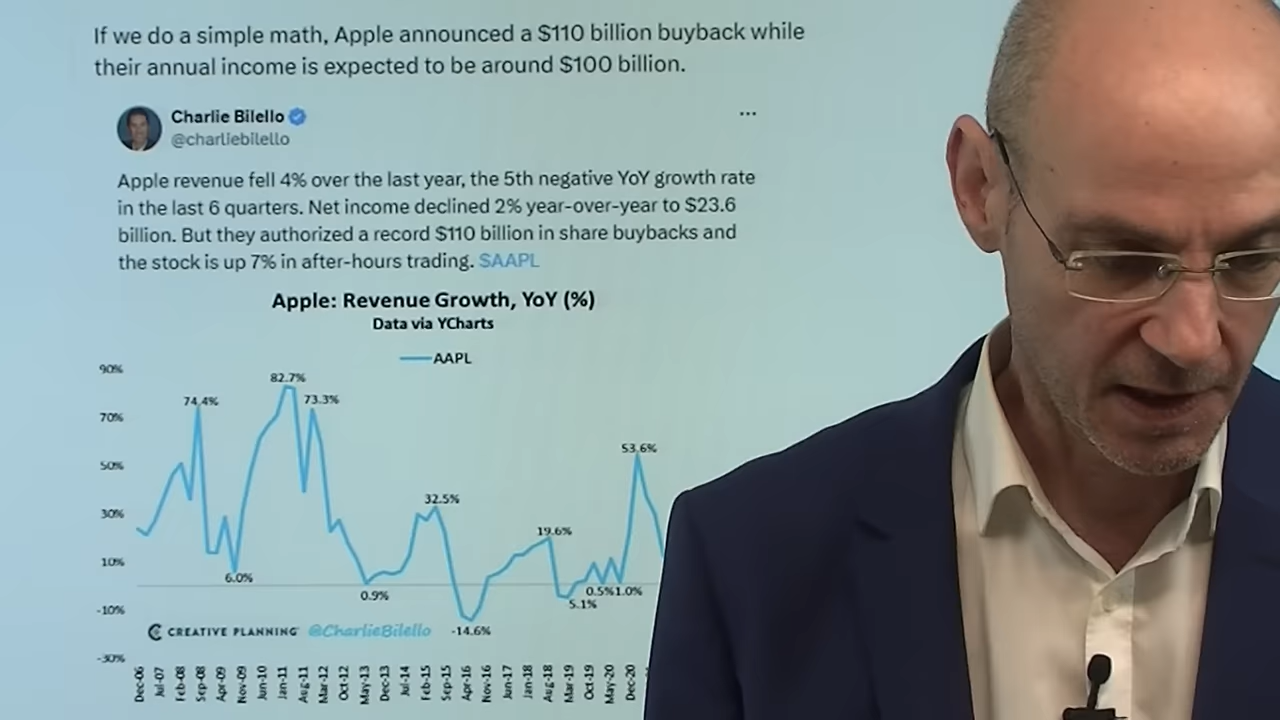 If we do a simple math, Apple announced a $110 billion buyback while
their annual income is expected to be around $100 billion.
Charlie Bilello
@charliebilello
...
Apple revenue fell 4% over the last year, the 5th negative YoY growth rate
in the last 6 quarters. Net income declined 2% year-over-year to $23.6
billion. But they authorized a record $110 billion in share buybacks and
the stock is up 7% in after-hours trading. $AAPL
Apple: Revenue Growth, YoY (%)
Data via YCharts
AAPL
90%
82.7%
74.4%
73.3%
70%
53.6%
50%
32.5%
30%
19.6%
10%
6.0%
0.9%
0.5%
1.0%
5.1%
-10%
CREATIVE PLANNING @CharlieBilello
-14.6%
-30%
Dec-06
Jul-07
Feb-08
Sep-08
Apr-09
Nov-09
Jun-10
Jan-11
Aug-11
Mar-12
Oct-12
May-13
Dec-13
Jul-14
Feb-15
Sep-15
Apr-16
Nov-16
Jun-17
Jan-18
Aug-18
Mar-19
Oct-19
May-20
Dec-20